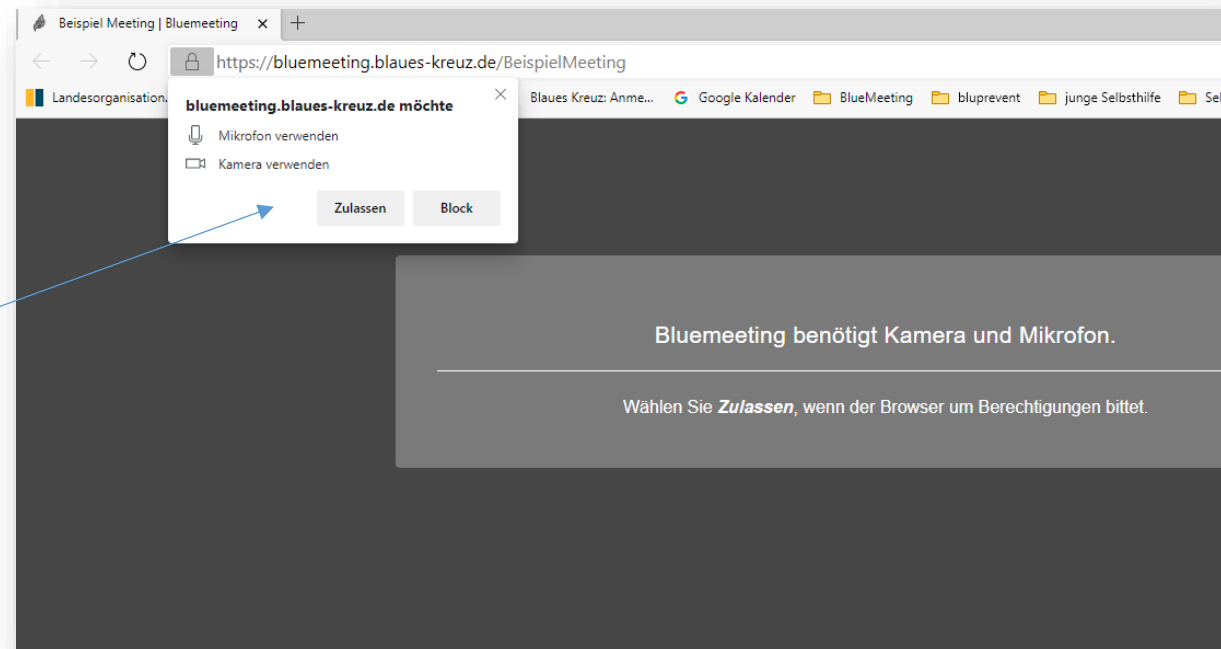 Beispiel Meeting | Bluemeeting
https://bluemeeting.blaues-kreuz.de/BeispielMeeting
Landesorganisation. Blaues Kreuz: Anme... Google Kalender BlueMeeting bluprevent junge Selbsthilfe
bluemeeting.blaues-kreuz.de möchte
Mikrofon verwenden
Kamera verwenden
Zulassen Block
Bluemeeting benötigt Kamera und Mikrofon.
Wählen Sie Zulassen, wenn der Browser um Berechtigungen bittet.